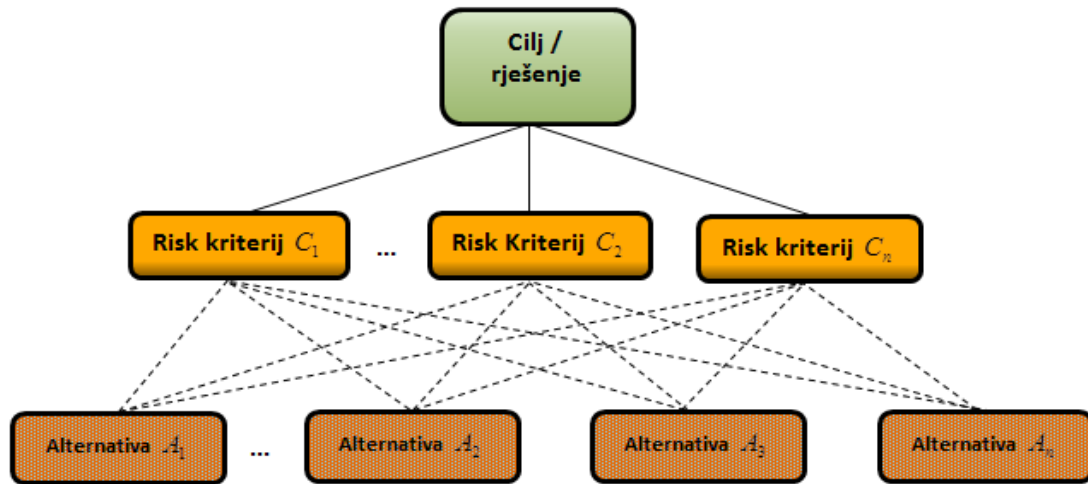 Cilj /
rješenje
Risk kriterij C₁ ... Risk Kriterij C₂ Risk kriterij Cₙ
Alternativa A₁ ... Alternativa A₂ Alternativa A₃ Alternativa Aₙ